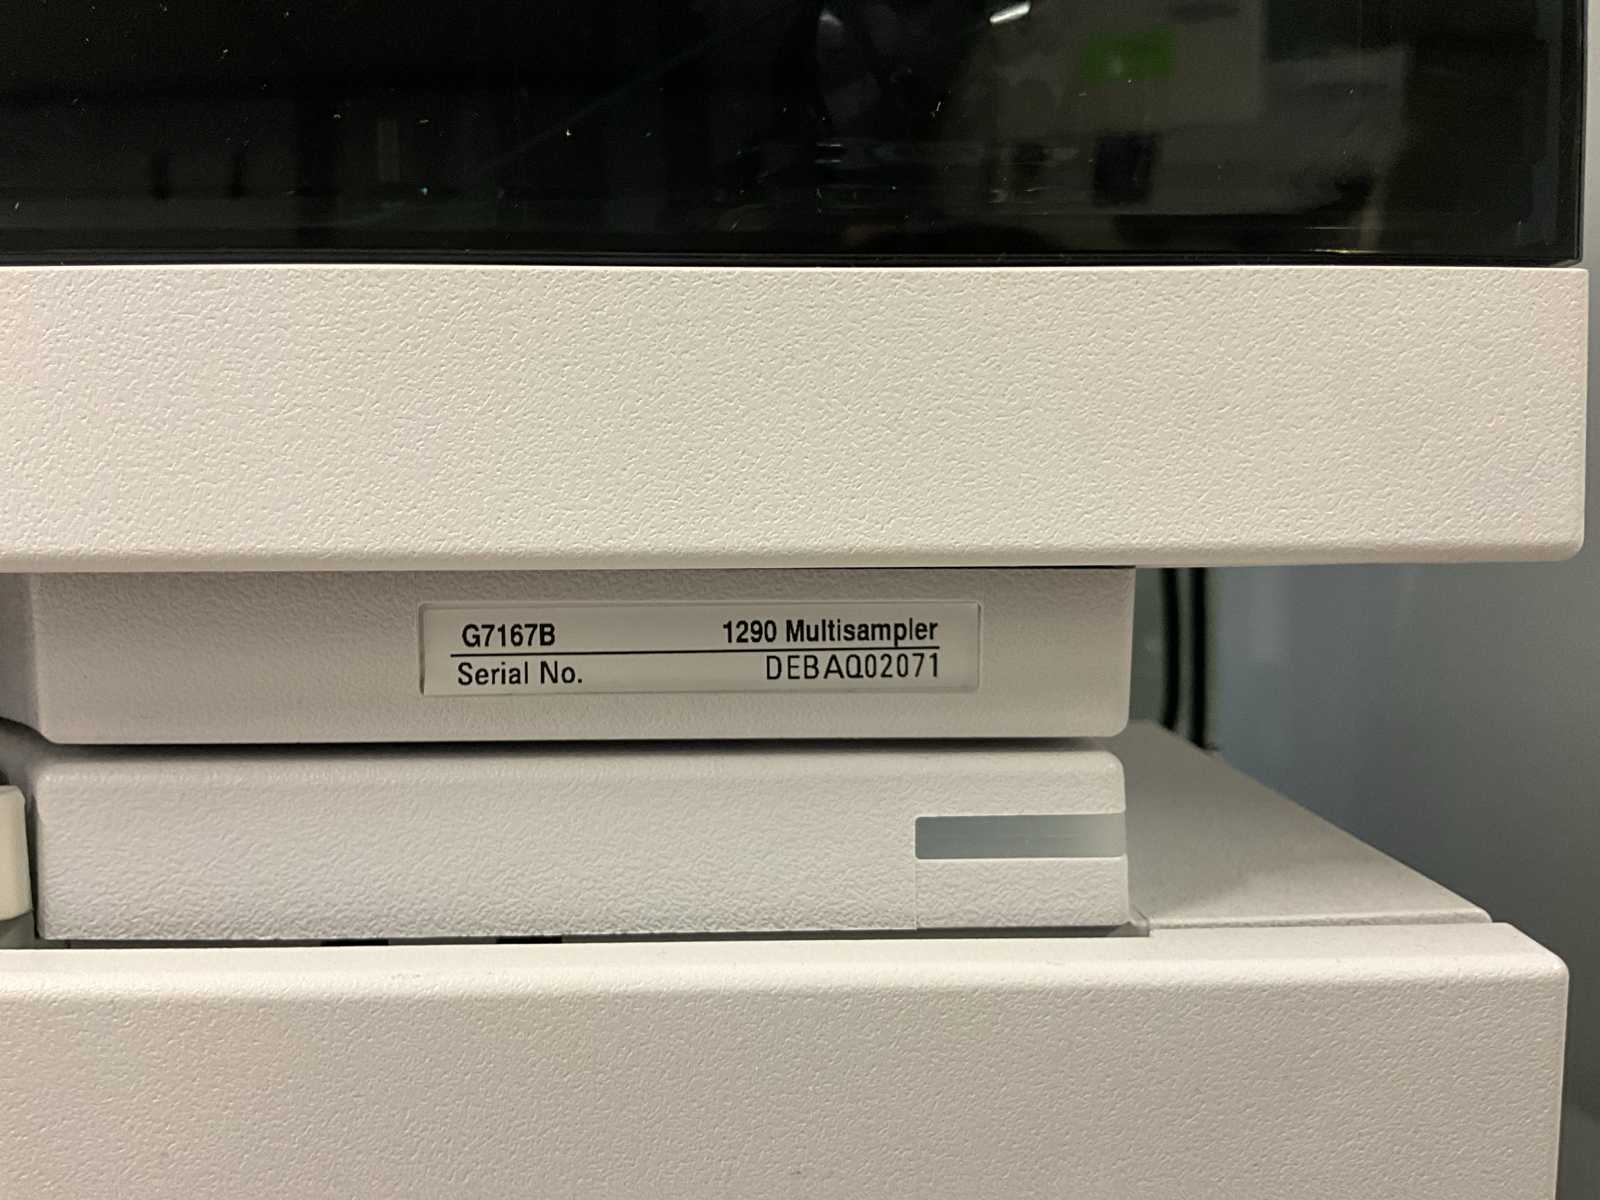 G7167B 1290 Multisampler
Serial No. DEBAQ02071